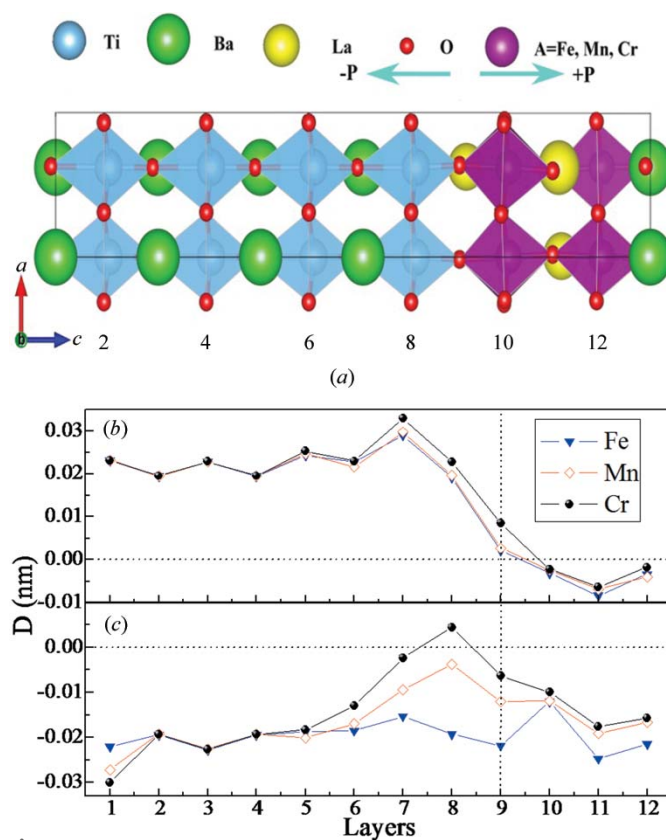 Ti Ba La O A=Fe, Mn, Cr
-P +P
a
b c
2 4 6 8 10 12
(a)
(b)
Fe
Mn
Cr
0.03
0.02
0.01
0.00
-0.01
D (nm)
(c)
0.00
-0.01
-0.02
-0.03
1 2 3 4 5 6 7 8 9 10 11 12
Layers